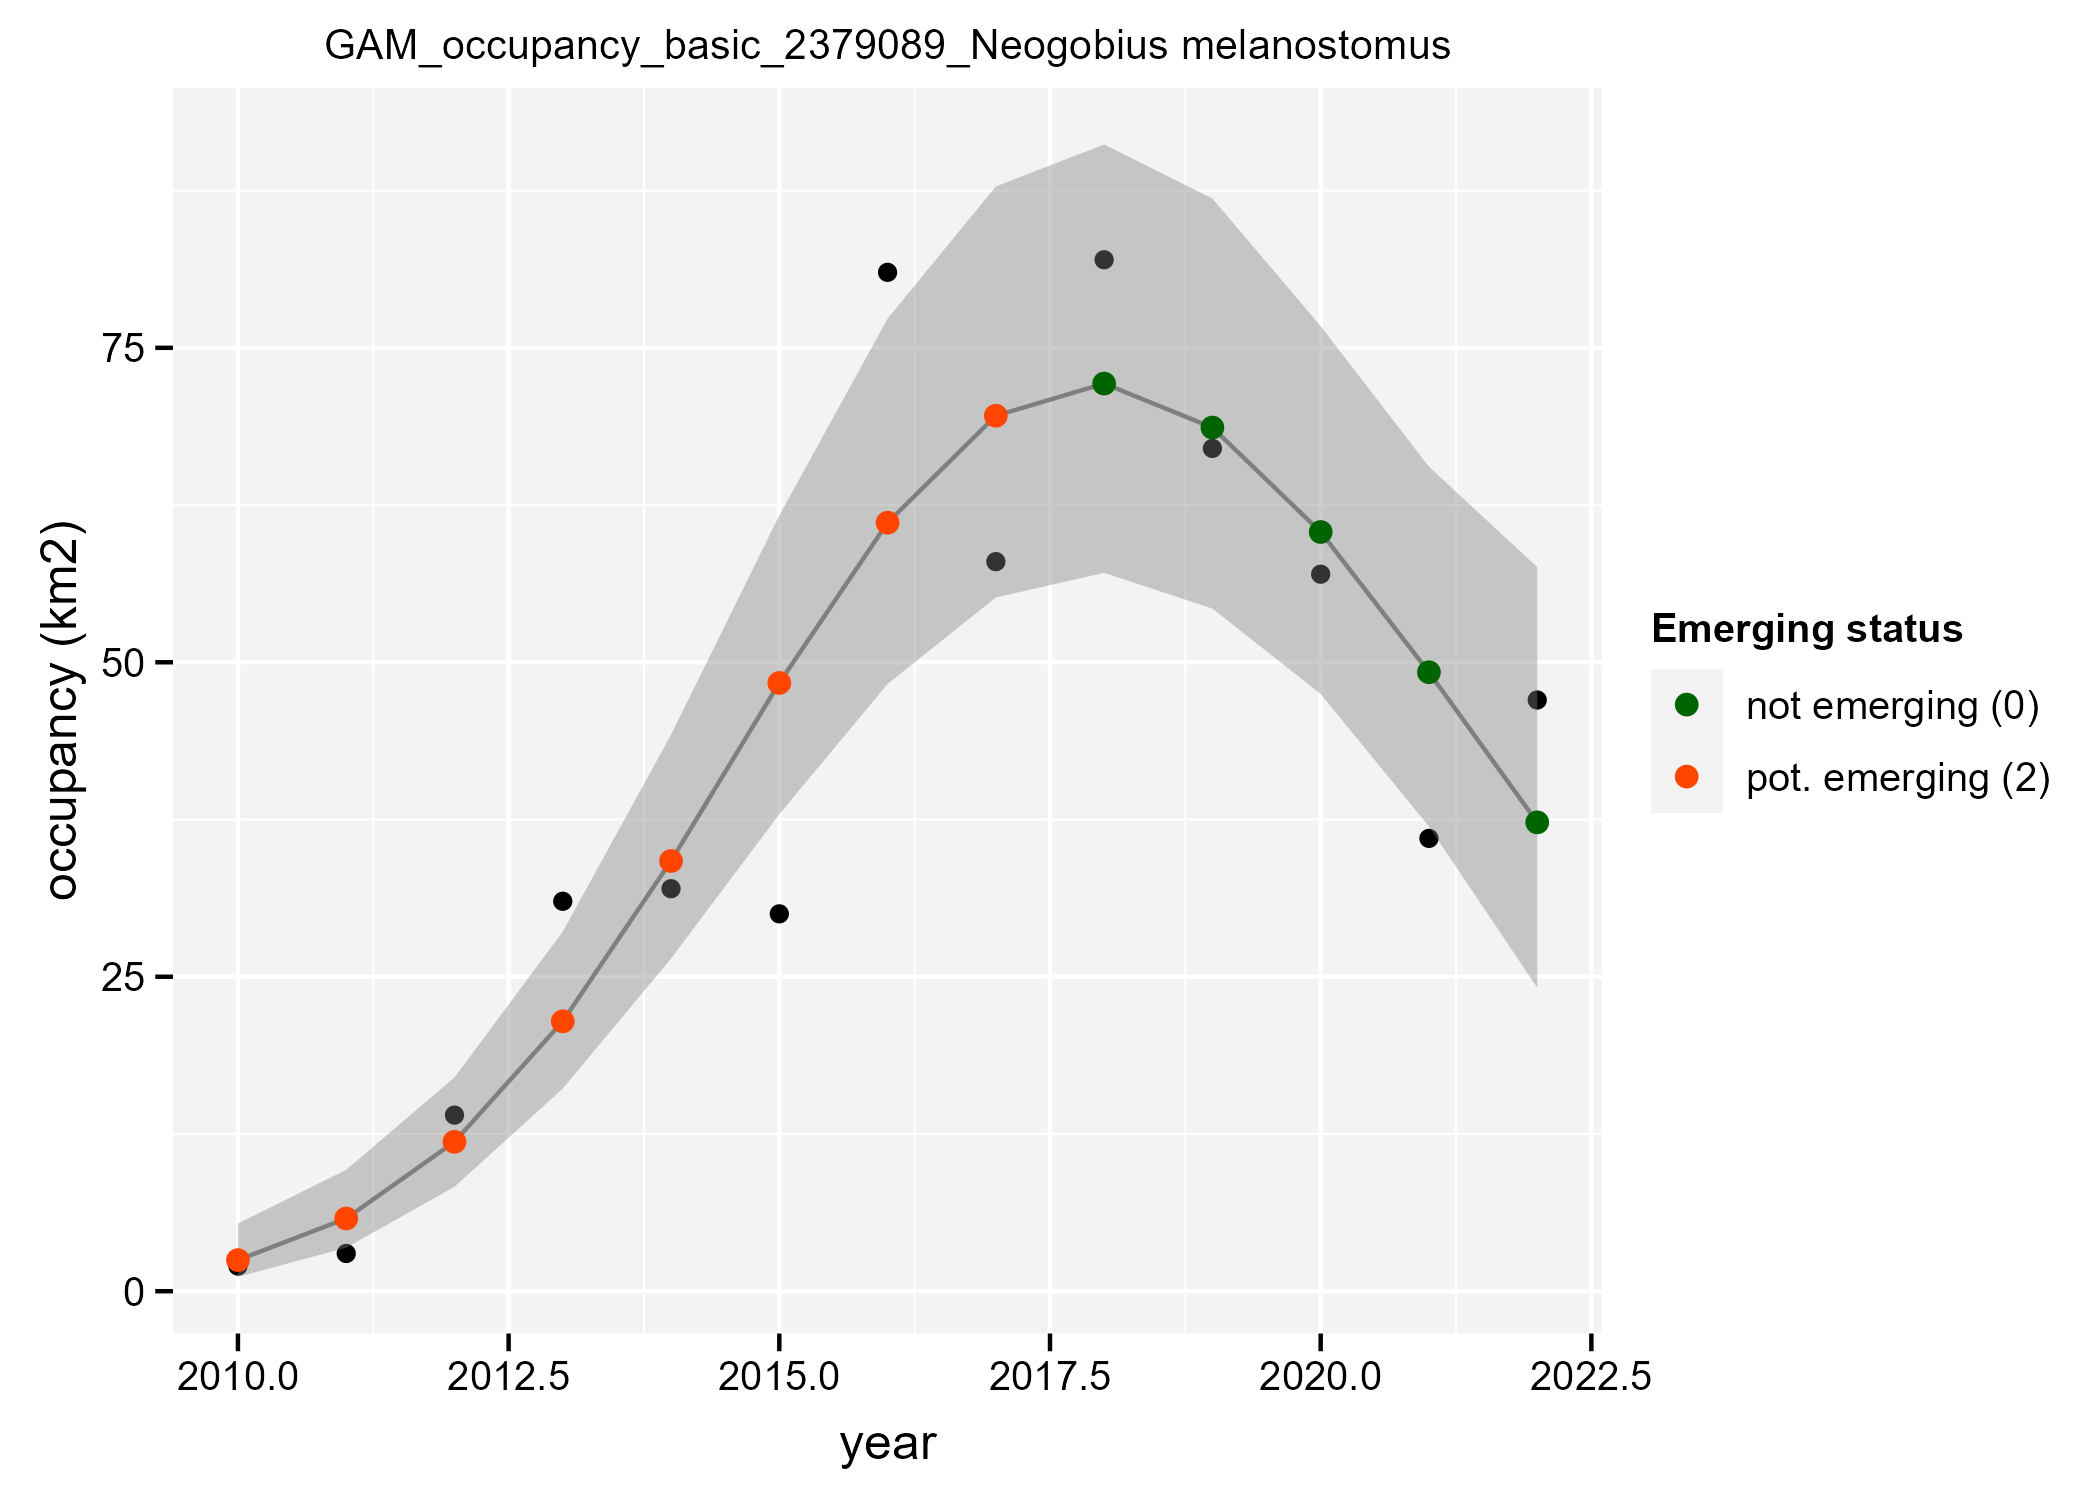 GAM_occupancy_basic_2379089_Neogobius melanostomus
occupancy (km2)
75
50
25
0
2010.0 2012.5 2015.0 2017.5 2020.0 2022.5
year
Emerging status
not emerging (0)
pot. emerging (2)